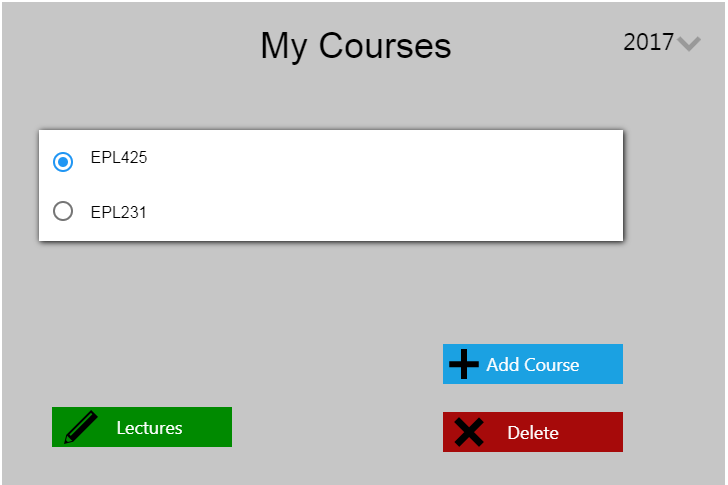 My Courses
2017
EPL425
EPL231
Add Course
Lectures
Delete